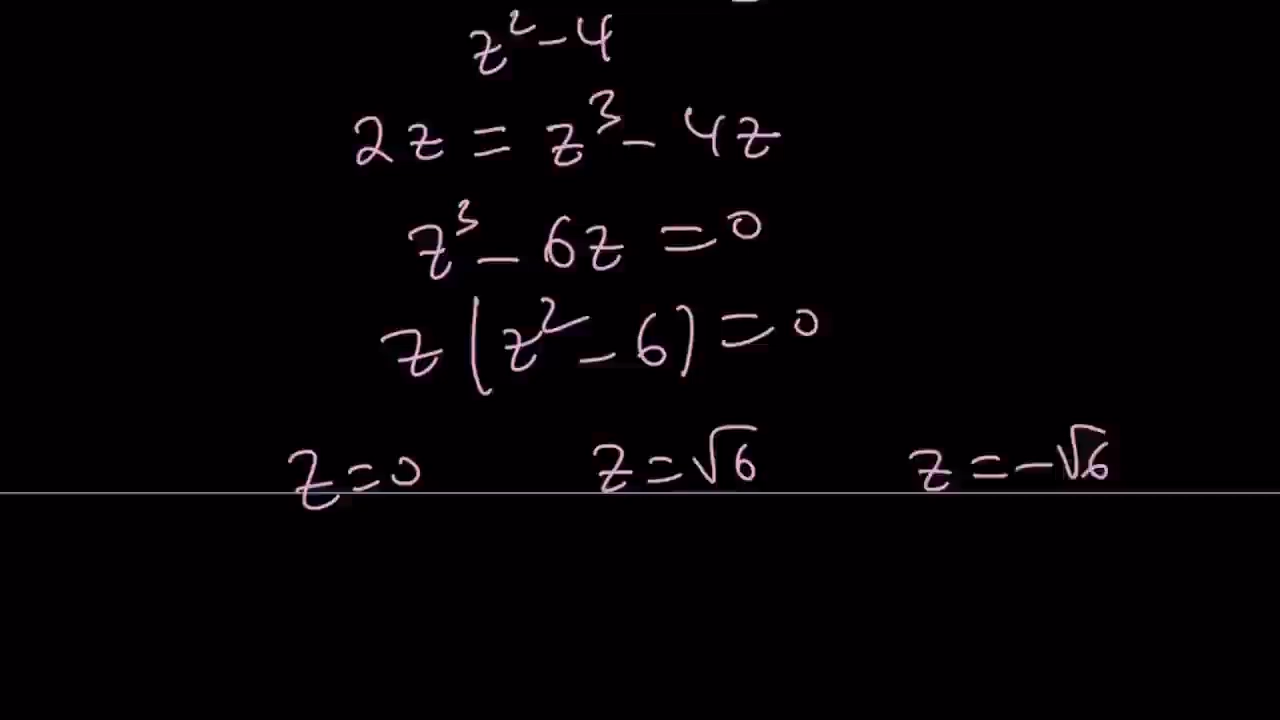 z² - 4
2z = z³ - 4z
z³ - 6z = 0
z(z² - 6) = 0
z = 0 z = √6 z = -√6